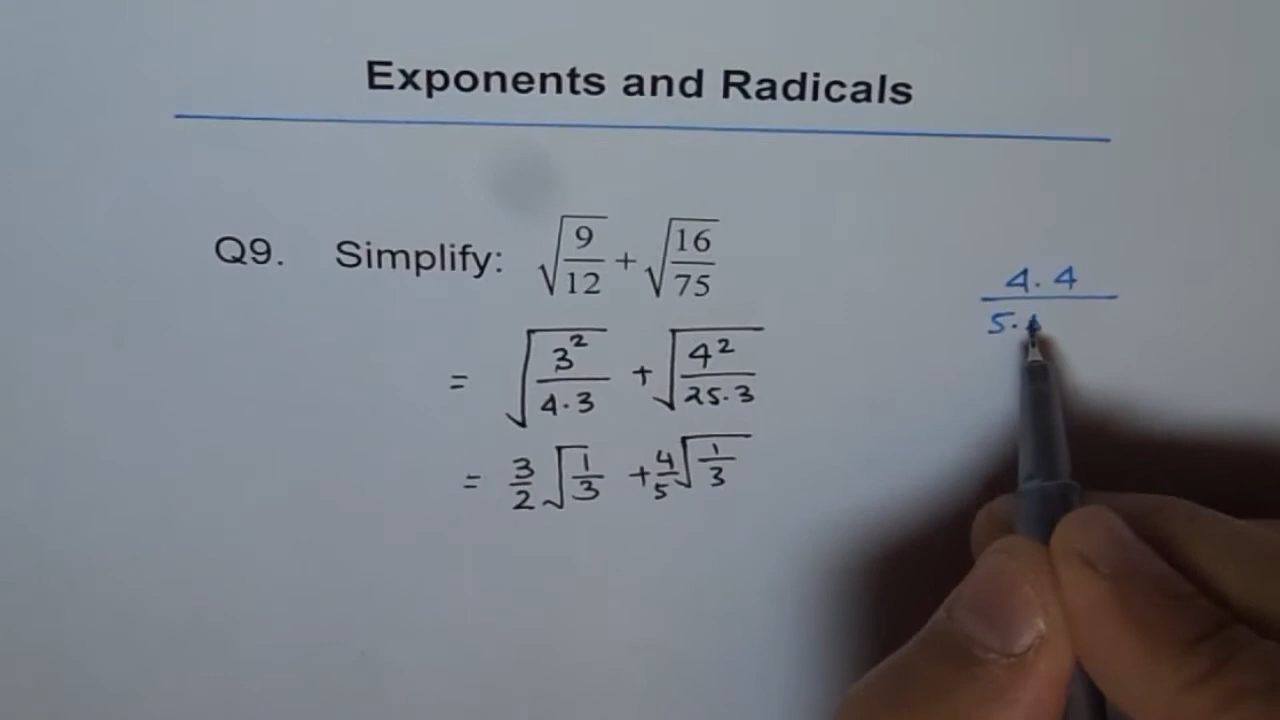 Exponents and Radicals
Q9. Simplify: √(9/12) + √(16/75)
= √(3²/4·3) + √(4²/25·3)
= 3/2 √(1/3) + 4/5 √(1/3)
4·4
5·